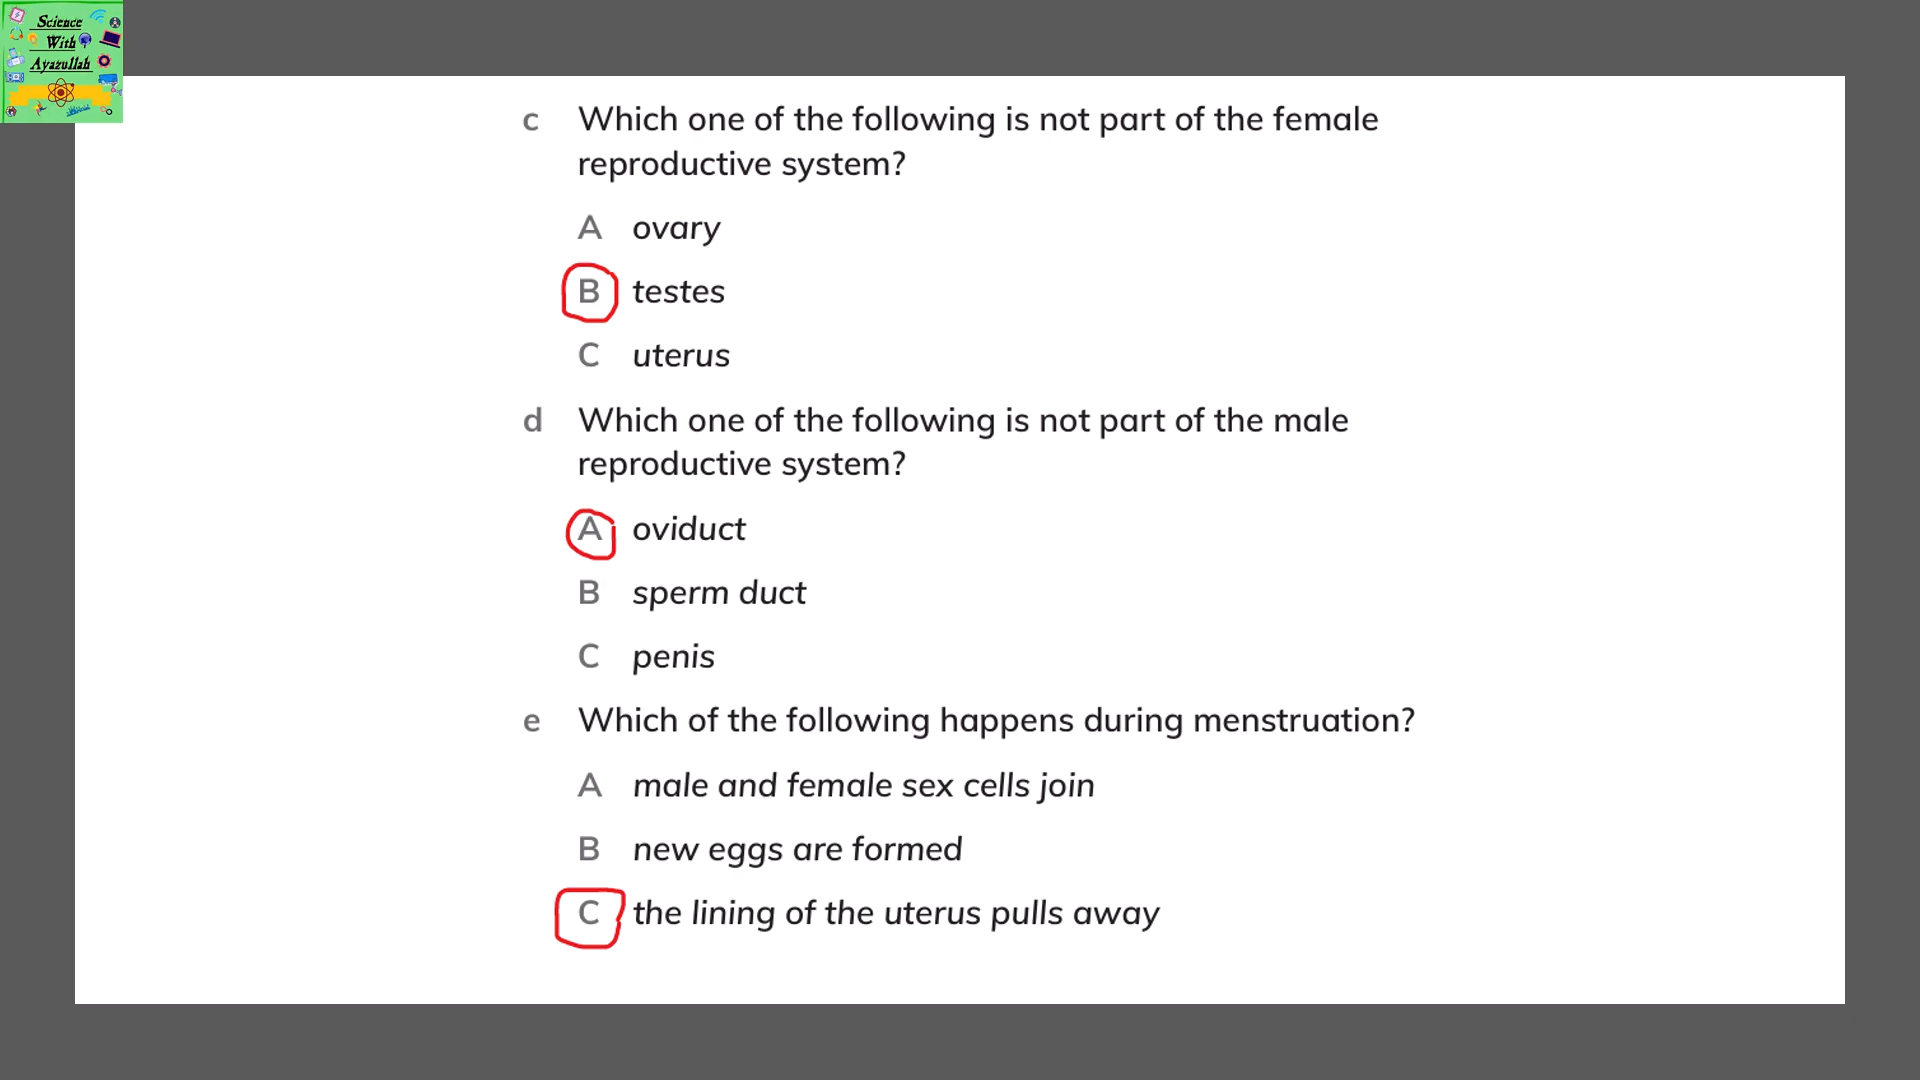 Science
With
Ayazullah
c Which one of the following is not part of the female
reproductive system?
A ovary
B testes
C uterus
d Which one of the following is not part of the male
reproductive system?
A oviduct
B sperm duct
C penis
e Which of the following happens during menstruation?
A male and female sex cells join
B new eggs are formed
C the lining of the uterus pulls away